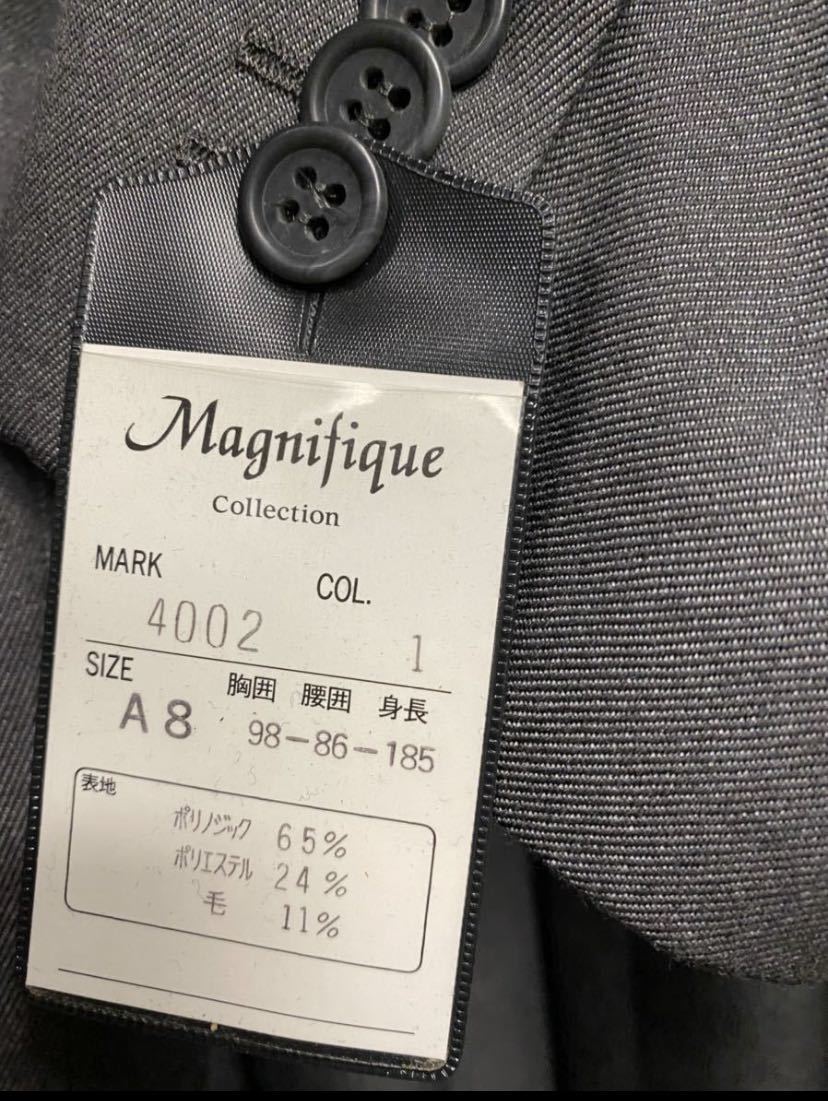 Magnifique
Collection
MARK COL.
4002 1
SIZE 胸囲 腰囲 身長
A8 98-86-185
表地
ポリノジック 65%
ポリエステル 24%
毛 11%